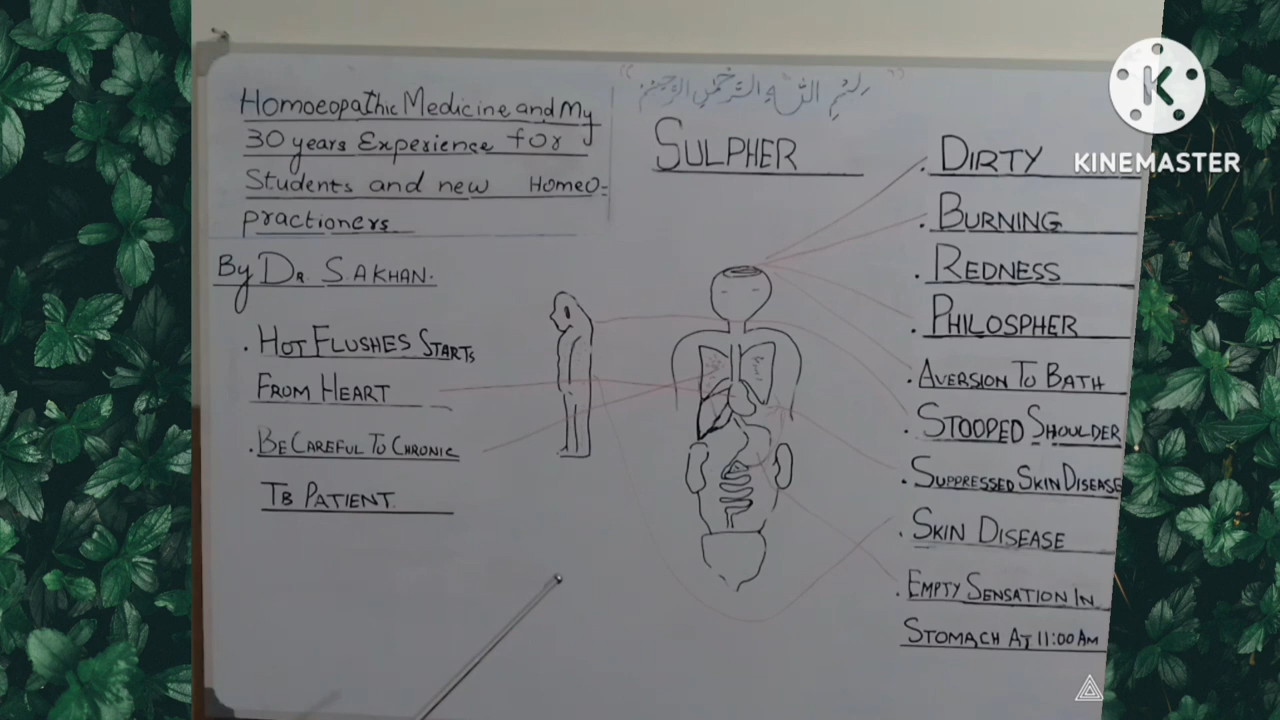 Homoeopathic Medicine and My
30 years Experience for
Students and new Homeo=
practioners
By Dr S A KHAN.
. HOT FLUSHES STARTS
FROM HEART
. BE CAREFUL TO CHRONIC
TB PATIENT.
"بسم الله الرحمن الرحيم"
SULPHER
. DIRTY
. BURNING
. REDNESS
. PHILOSPHER
. AVERSION TO BATH
. STOOPED SHOULDER
. SUPPRESSED SKIN DISEASE
. SKIN DISEASE
. EMPTY SENSATION IN
STOMACH AT 11:00 AM
K
KINEMASTER